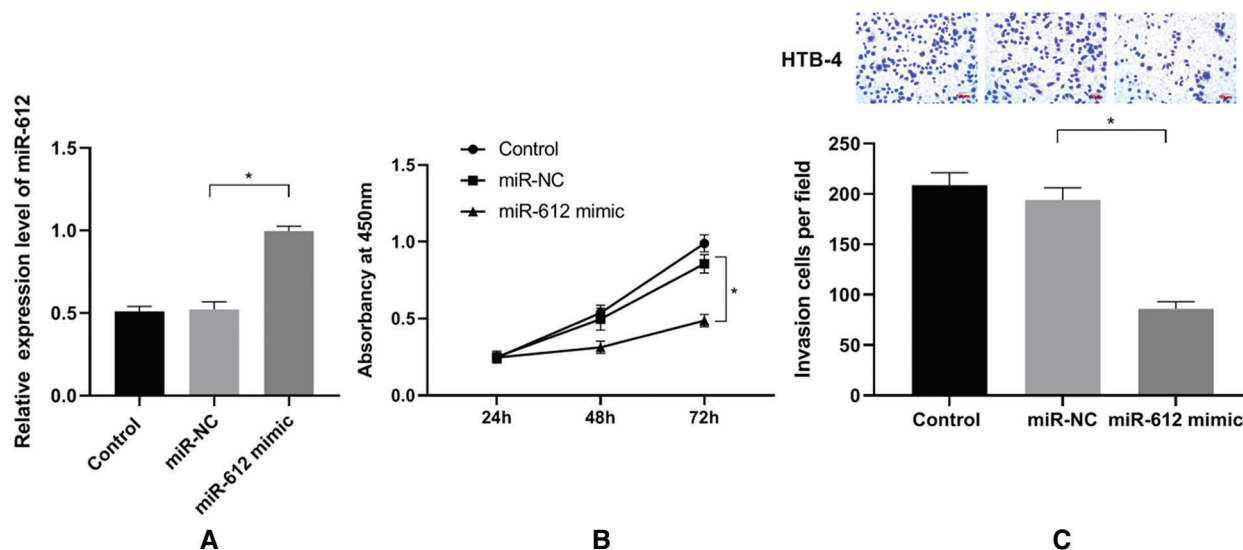 HTB-4
Relative expression level of miR-612
1.5
1.0
0.5
0.0
*
Control
miR-NC
miR-612 mimic
A
Absorbancy at 450nm
1.5
1.0
0.5
0.0
Control
miR-NC
miR-612 mimic
*
24h
48h
72h
B
Invasion cells per field
250
200
150
100
50
0
*
Control
miR-NC
miR-612 mimic
C